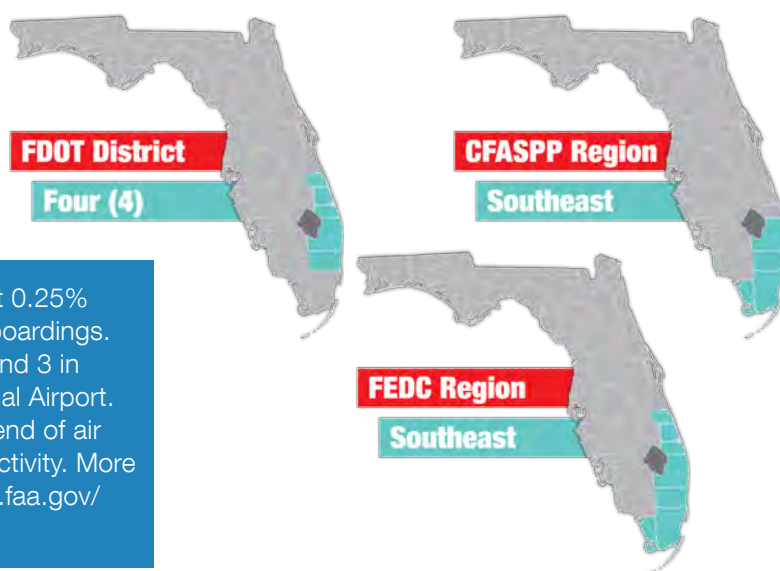 FDOT District
Four (4)
CFASPP Region
Southeast
FEDC Region
Southeast
t 0.25%
oardings.
nd 3 in
al Airport.
end of air
ctivity. More
.faa.gov/